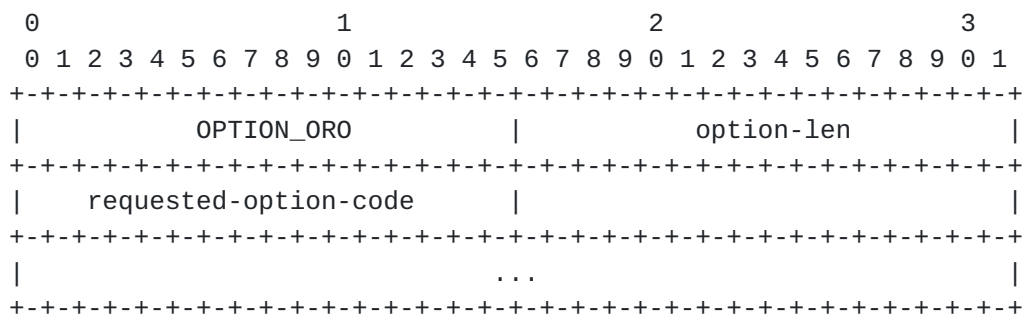 0                   1                   2                   3
 0 1 2 3 4 5 6 7 8 9 0 1 2 3 4 5 6 7 8 9 0 1 2 3 4 5 6 7 8 9 0 1
+-+-+-+-+-+-+-+-+-+-+-+-+-+-+-+-+-+-+-+-+-+-+-+-+-+-+-+-+-+-+-+-+
|           OPTION_ORO          |           option-len          |
+-+-+-+-+-+-+-+-+-+-+-+-+-+-+-+-+-+-+-+-+-+-+-+-+-+-+-+-+-+-+-+-+
|    requested-option-code      |                               |
+-+-+-+-+-+-+-+-+-+-+-+-+-+-+-+-+-+-+-+-+-+-+-+-+-+-+-+-+-+-+-+-+
|                              ...                              |
+-+-+-+-+-+-+-+-+-+-+-+-+-+-+-+-+-+-+-+-+-+-+-+-+-+-+-+-+-+-+-+-+